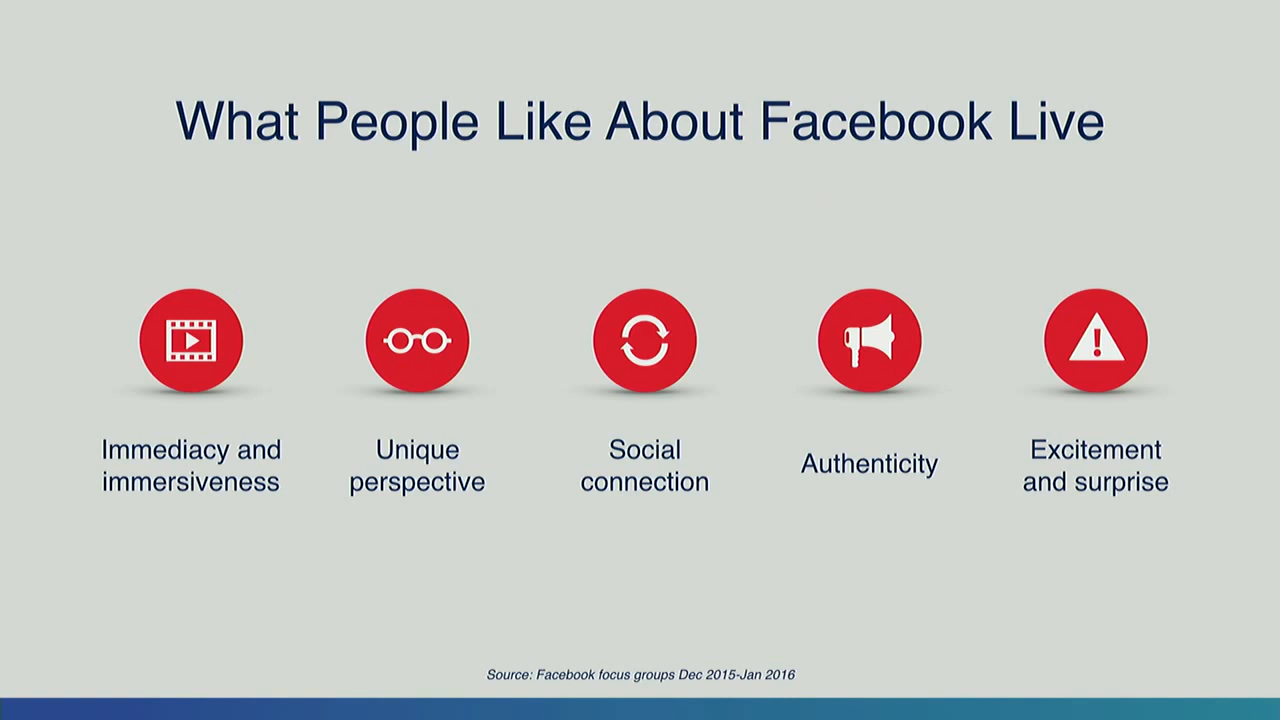 What People Like About Facebook Live
Immediacy and
immersiveness
Unique
perspective
Social
connection
Authenticity
Excitement
and surprise
Source: Facebook focus groups Dec 2015-Jan 2016